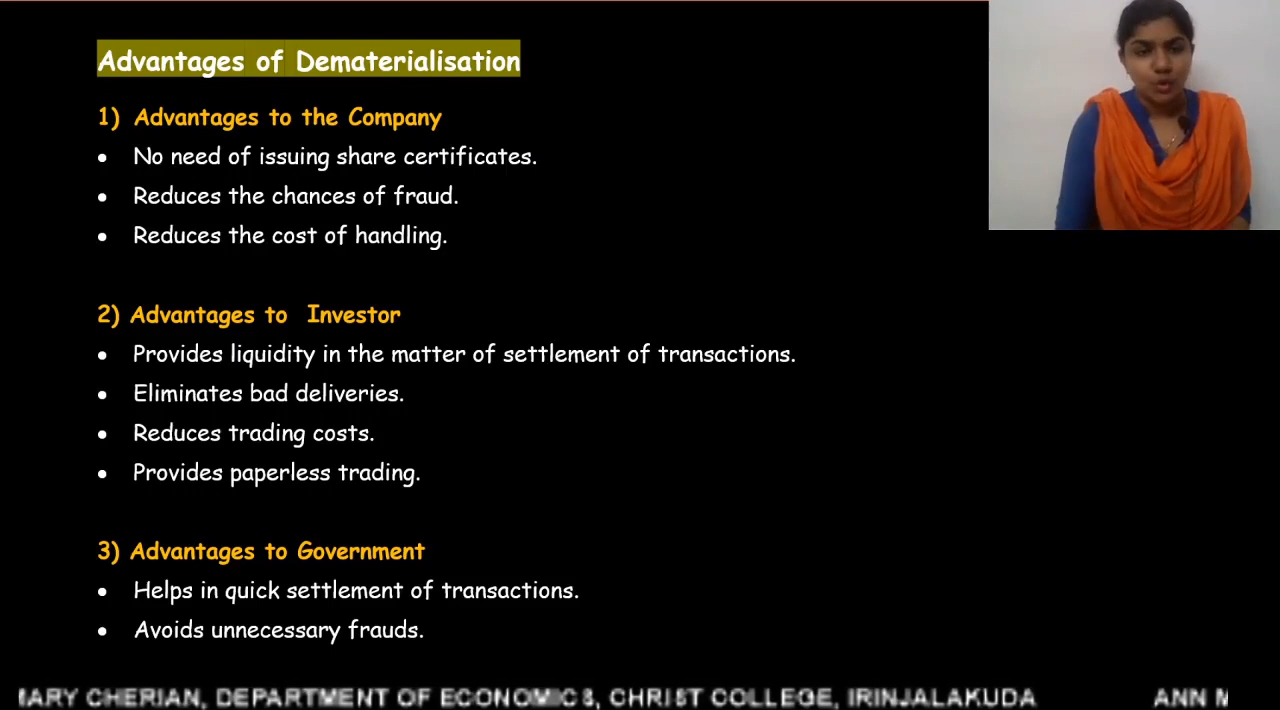 Advantages of Dematerialisation
1) Advantages to the Company
• No need of issuing share certificates.
• Reduces the chances of fraud.
• Reduces the cost of handling.
2) Advantages to Investor
• Provides liquidity in the matter of settlement of transactions.
• Eliminates bad deliveries.
• Reduces trading costs.
• Provides paperless trading.
3) Advantages to Government
• Helps in quick settlement of transactions.
• Avoids unnecessary frauds.
MARY CHERIAN, DEPARTMENT OF ECONOMICS, CHRIST COLLEGE, IRINJALAKUDA ANN M